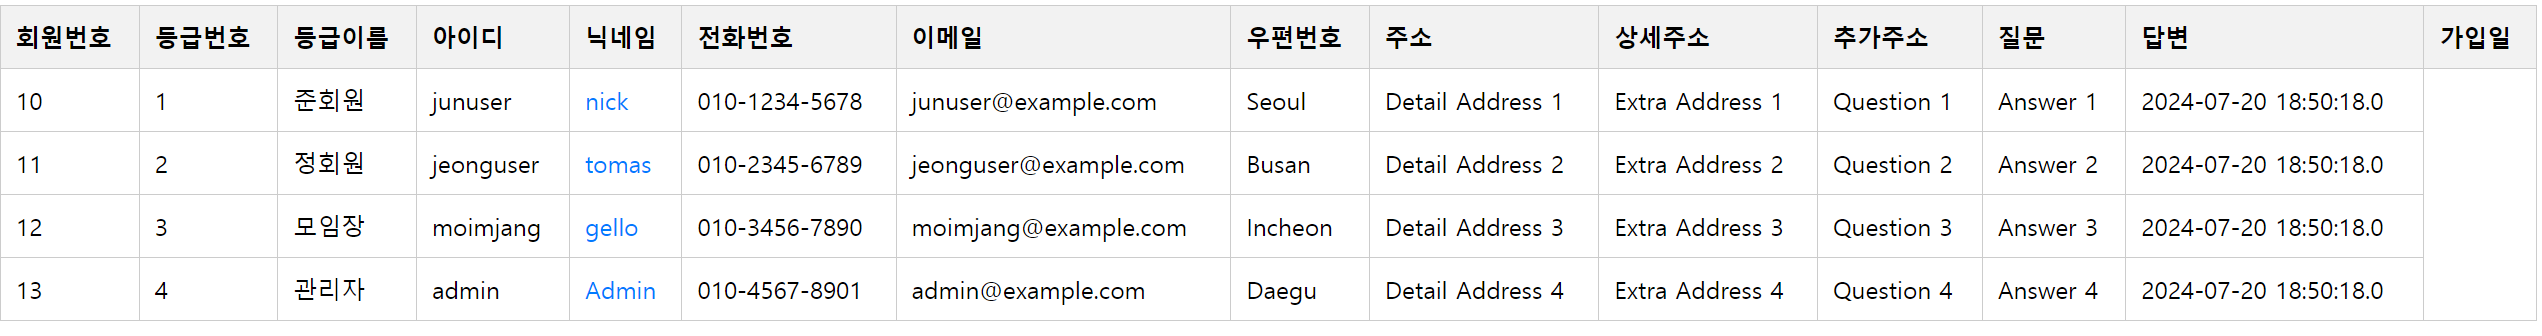 회원번호 등급번호 등급이름 아이디 닉네임 전화번호 이메일 우편번호 주소 상세주소 추가주소 질문 답변 가입일
10 1 준회원 junuser nick 010-1234-5678 junuser@example.com Seoul Detail Address 1 Extra Address 1 Question 1 Answer 1 2024-07-20 18:50:18.0
11 2 정회원 jeonguser tomas 010-2345-6789 jeonguser@example.com Busan Detail Address 2 Extra Address 2 Question 2 Answer 2 2024-07-20 18:50:18.0
12 3 모임장 moimjang gello 010-3456-7890 moimjang@example.com Incheon Detail Address 3 Extra Address 3 Question 3 Answer 3 2024-07-20 18:50:18.0
13 4 관리자 admin Admin 010-4567-8901 admin@example.com Daegu Detail Address 4 Extra Address 4 Question 4 Answer 4 2024-07-20 18:50:18.0